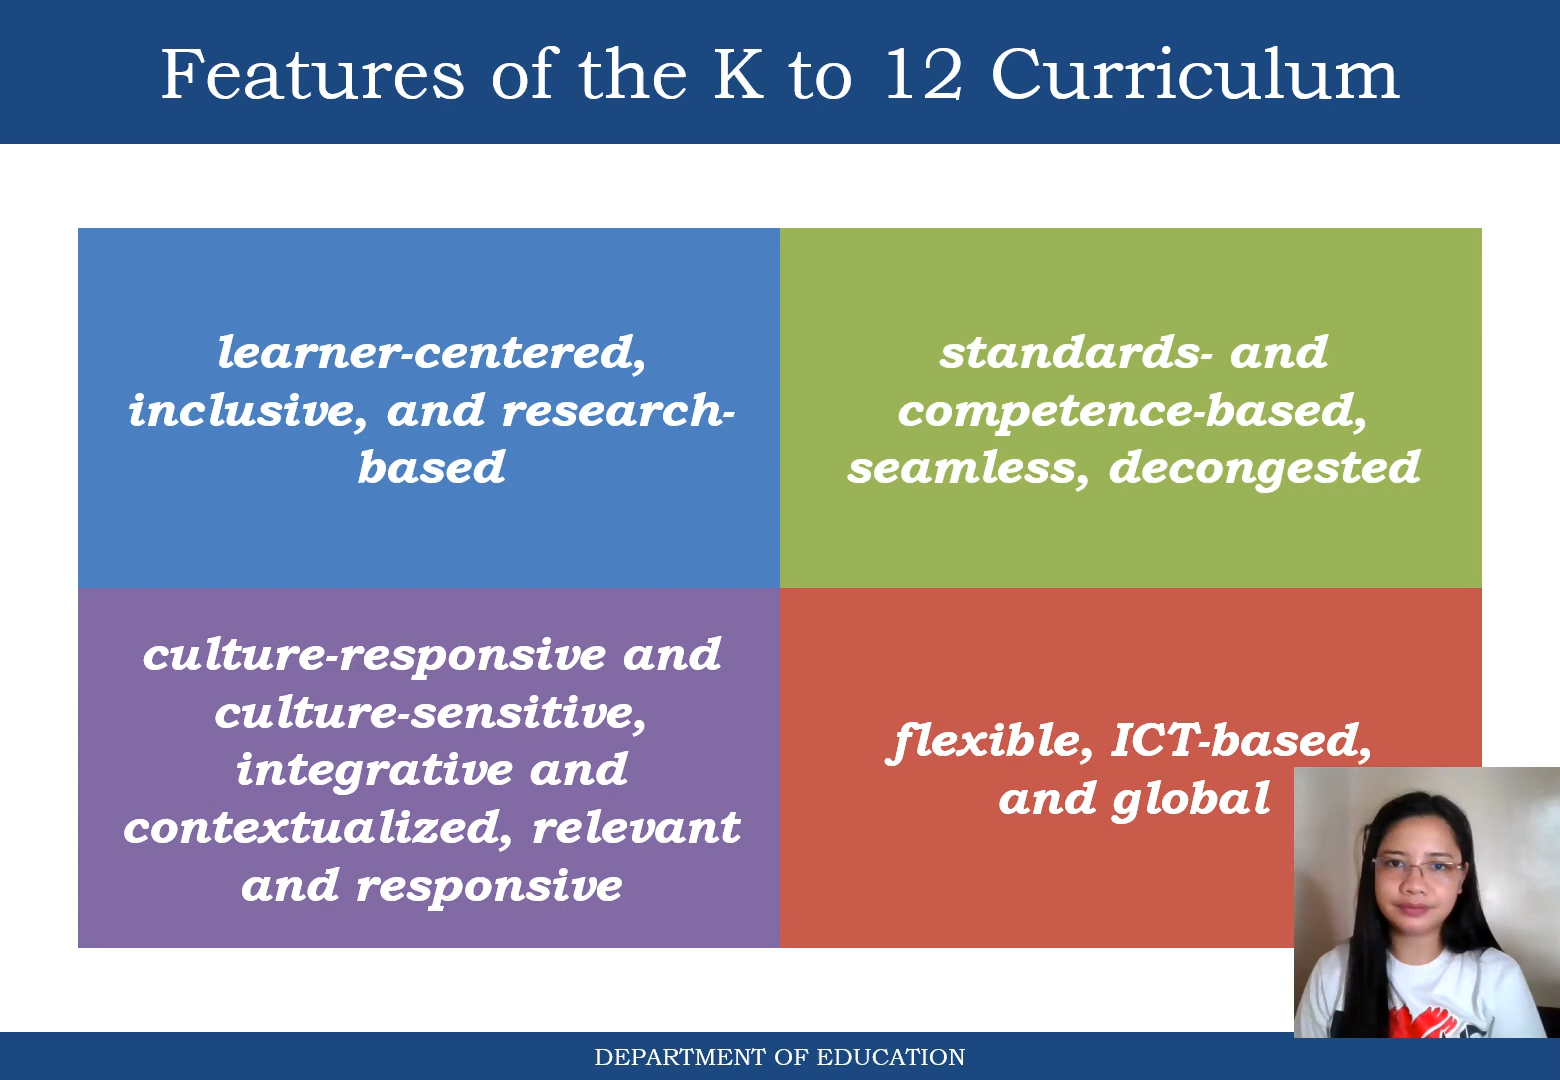 Features of the K to 12 Curriculum
learner-centered,
inclusive, and research-
based
standards- and
competence-based,
seamless, decongested
culture-responsive and
culture-sensitive,
integrative and
contextualized, relevant
and responsive
flexible, ICT-based,
and global
DEPARTMENT OF EDUCATION